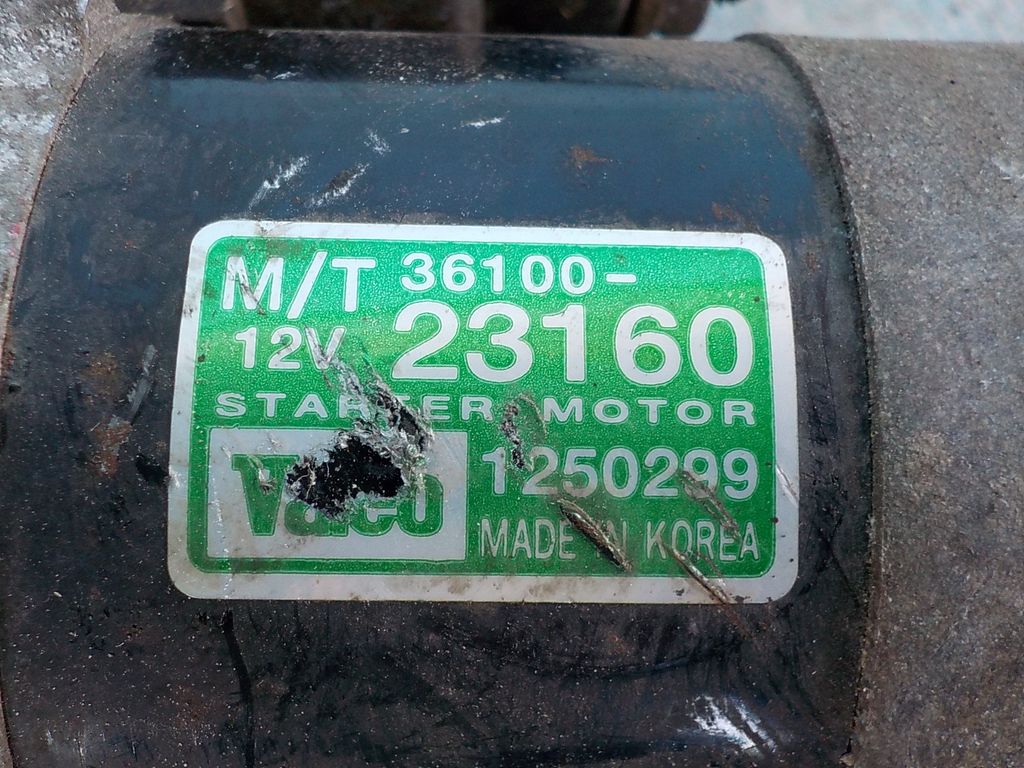 M/T 36100-
12V 23160
STARTER MOTOR
Valeo
1250299
MADE IN KOREA